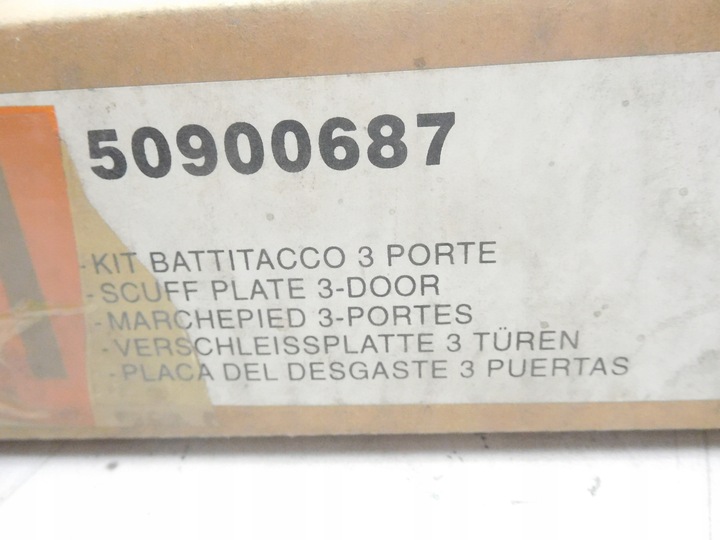 50900687
-KIT BATTITACCO 3 PORTE
-SCUFF PLATE 3-DOOR
-MARCHEPIED 3-PORTES
-VERSCHLEISSPLATTE 3 TÜREN
-PLACA DEL DESGASTE 3 PUERTAS